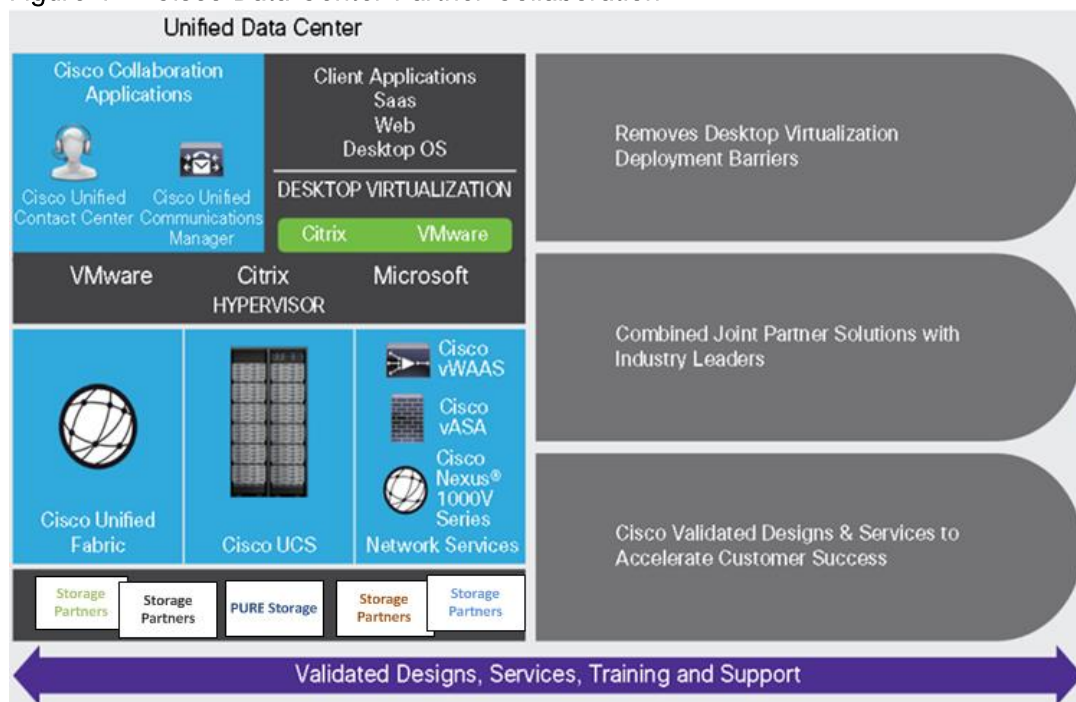 Unified Data Center
Cisco Collaboration
Applications
Cisco Unified
Contact Center
Cisco Unified
Communications
Manager
Client Applications
Saas
Web
Desktop OS
DESKTOP VIRTUALIZATION
Citrix
VMware
VMware
Citrix
Microsoft
HYPERVISOR
Cisco Unified
Fabric
Cisco UCS
Cisco
vWAAS
Cisco
vASA
Cisco
Nexus®
1000V
Series
Network Services
Storage
Partners
Storage
Partners
PURE Storage
Storage
Partners
Storage
Partners
Removes Desktop Virtualization
Deployment Barriers
Combined Joint Partner Solutions with
Industry Leaders
Cisco Validated Designs & Services to
Accelerate Customer Success
Validated Designs, Services, Training and Support